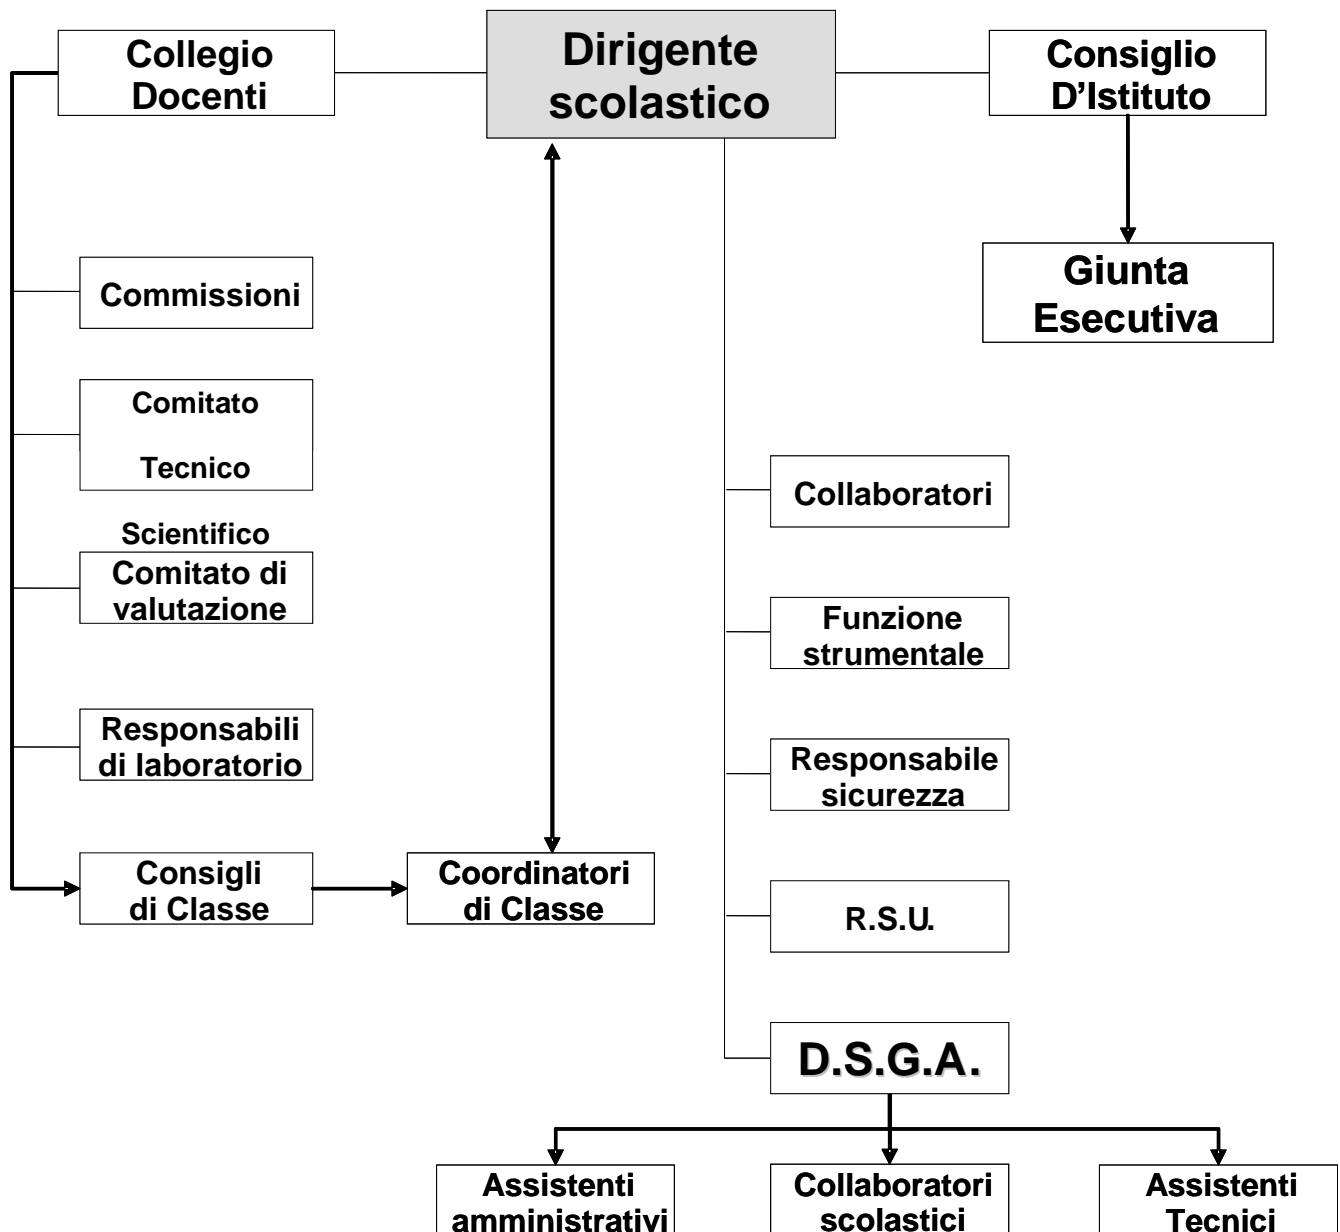 Collegio
Docenti
Dirigente
scolastico
Consiglio
D'Istituto
Giunta
Esecutiva
Commissioni
Comitato
Tecnico
Scientifico
Comitato di
valutazione
Responsabili
di laboratorio
Consigli
di Classe
Coordinatori
di Classe
Collaboratori
Funzione
strumentale
Responsabile
sicurezza
R.S.U.
D.S.G.A.
Assistenti
amministrativi
Collaboratori
scolastici
Assistenti
Tecnici